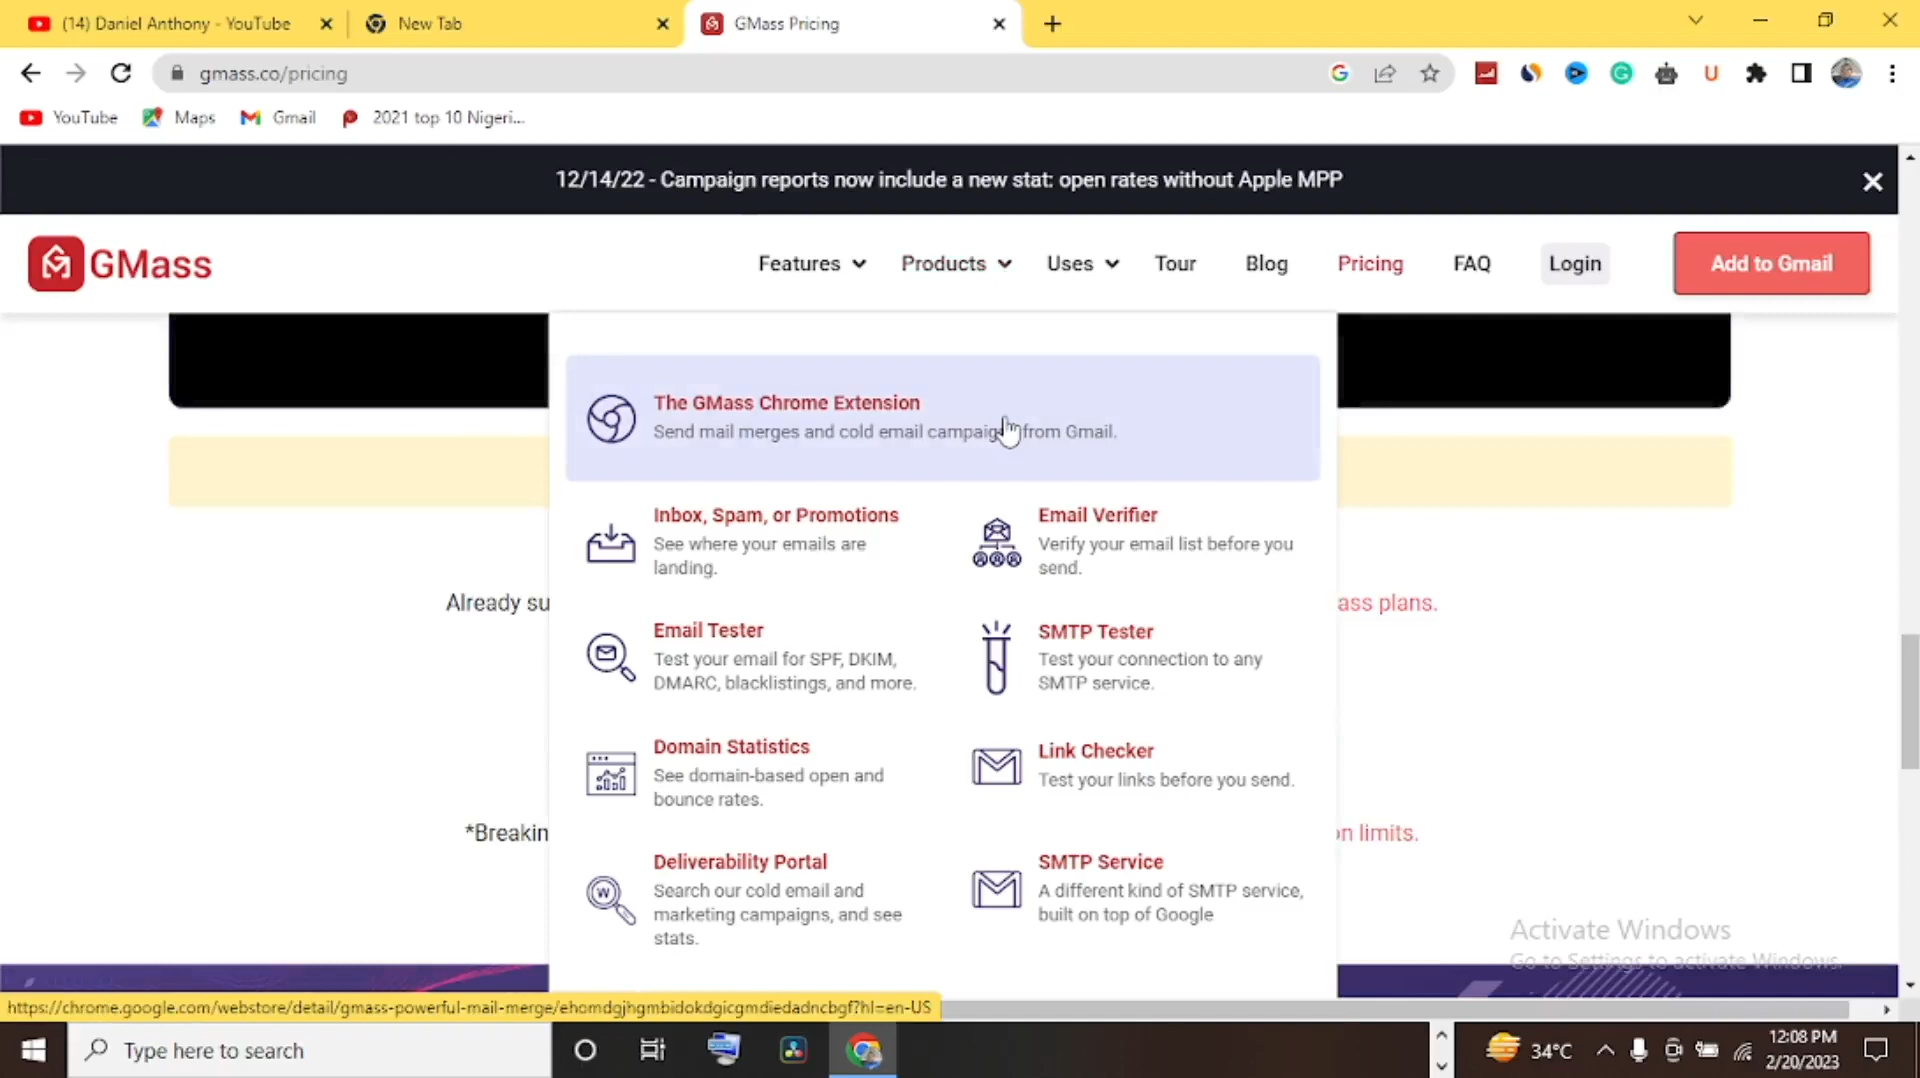 (14) Daniel Anthony - YouTube
New Tab
GMass Pricing
gmass.co/pricing
YouTube
Maps
Gmail
2021 top 10 Nigeri...
12/14/22 - Campaign reports now include a new stat: open rates without Apple MPP
GMass
Features
Products
Uses
Tour
Blog
Pricing
FAQ
Login
Add to Gmail
The GMass Chrome Extension
Send mail merges and cold email campaigns from Gmail.
Inbox, Spam, or Promotions
See where your emails are
landing.
Email Verifier
Verify your email list before you
send.
Already su
ass plans.
Email Tester
Test your email for SPF, DKIM,
DMARC, blacklistings, and more.
SMTP Tester
Test your connection to any
SMTP service.
Domain Statistics
See domain-based open and
bounce rates.
Link Checker
Test your links before you send.
*Breakin
on limits.
Deliverability Portal
Search our cold email and
marketing campaigns, and see
stats.
SMTP Service
A different kind of SMTP service,
built on top of Google
Activate Windows
Go to Settings to activate Windows.
https://chrome.google.com/webstore/detail/gmass-powerful-mail-merge/ehomdgjhgmbidokdgicgmdiedadncbgf?hl=en-US
Type here to search
34°C
12:08 PM
2/20/2023